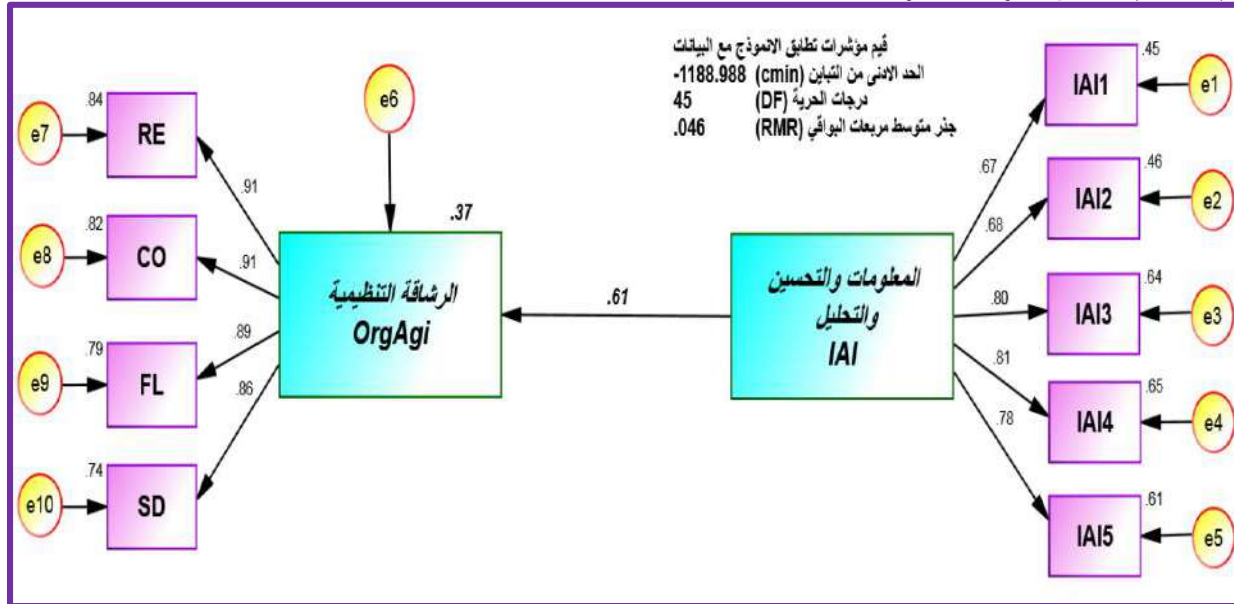 قيم مؤشرات تطابق الانموذج مع البيانات
الحد الادنى من التباين (cmin) 1188.988-
درجات الحرية (DF) 45
جذر متوسط مربعات البواقي (RMR) .046
e6
.37
الرشاقة التنظيمية
OrgAgi
.61
المعلومات والتحسين
والتحليل
IAI
.45
IAI1
e1
.67
.46
IAI2
e2
.68
.64
IAI3
e3
.80
.65
IAI4
e4
.81
.61
IAI5
e5
.78
.84
RE
e7
.91
.82
CO
e8
.91
.79
FL
e9
.89
.74
SD
e10
.86